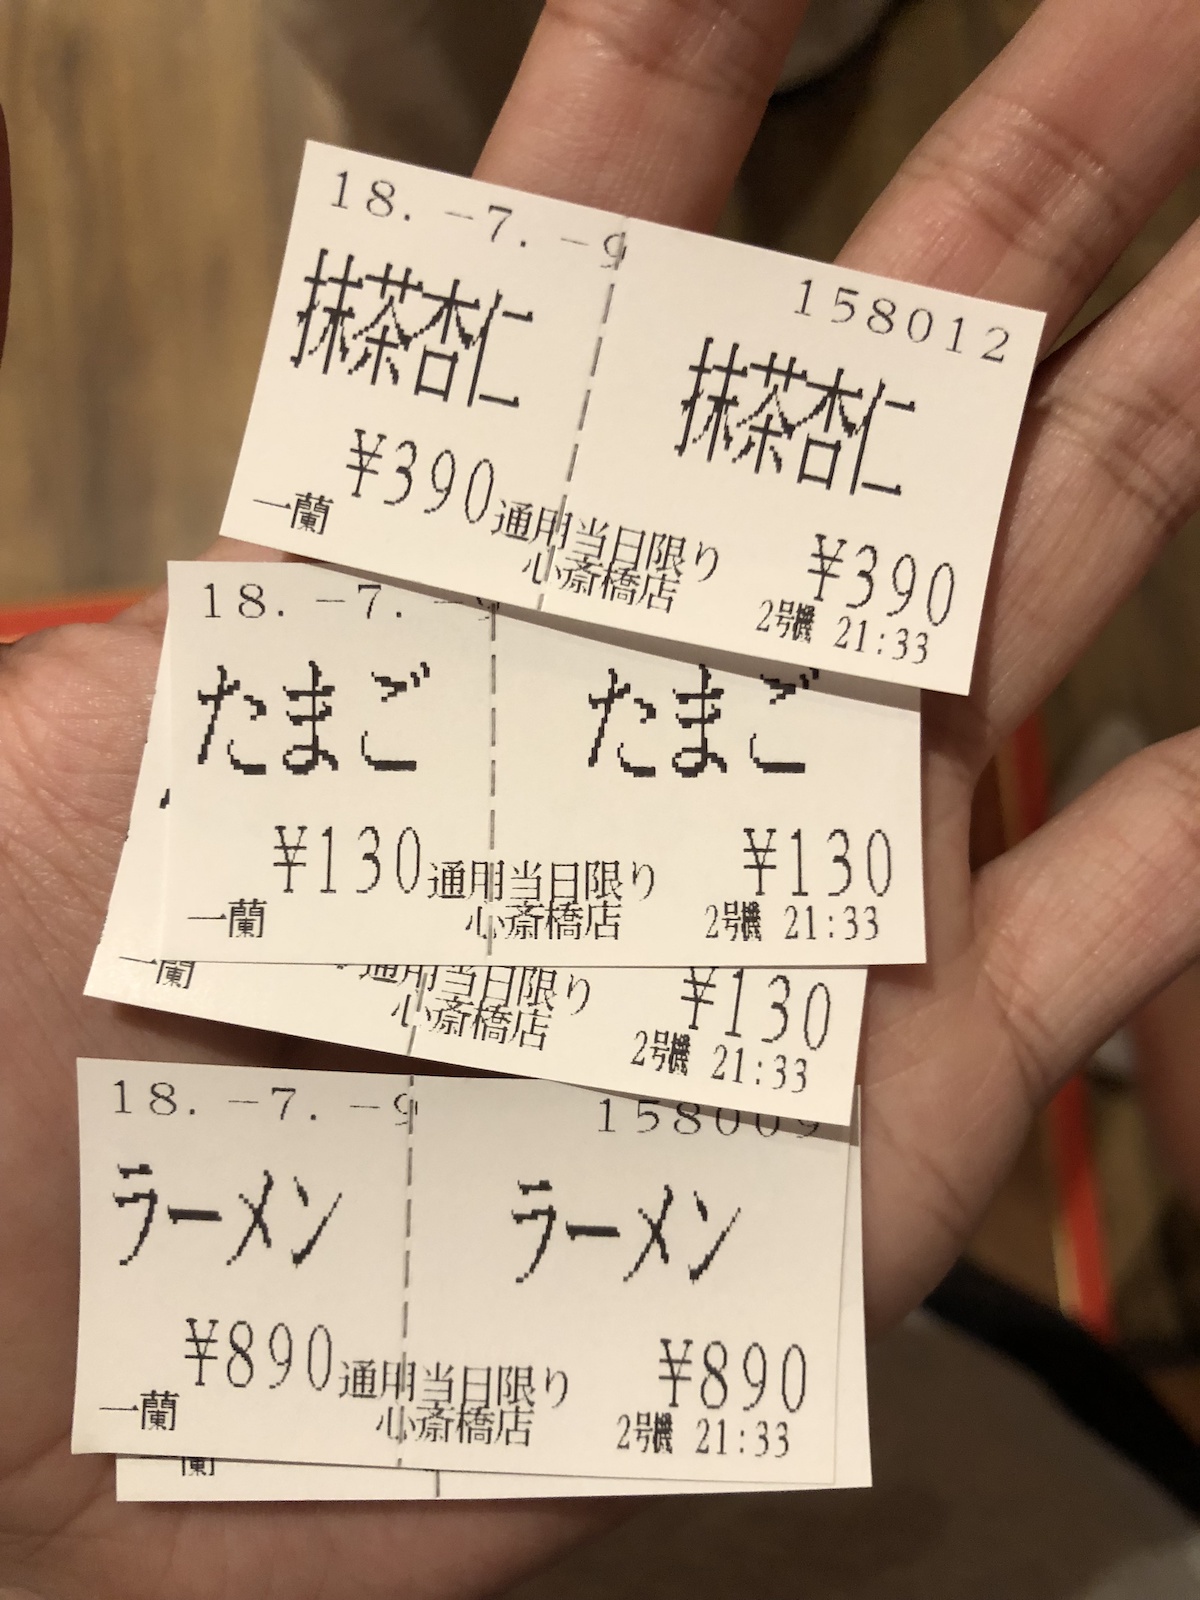 18. -7. -9
158012
抹茶杏仁 抹茶杏仁
¥390 ¥390
一蘭 通用当日限り
心斎橋店 2号機 21:33
18. -7. -
たまご たまご
¥130 ¥130
一蘭 通用当日限り
心斎橋店 2号機 21:33
一蘭 通用当日限り ¥130
心斎橋店 2号機 21:33
18. -7. -9 158009
ラーメン ラーメン
¥890 ¥890
一蘭 通用当日限り
心斎橋店 2号機 21:33